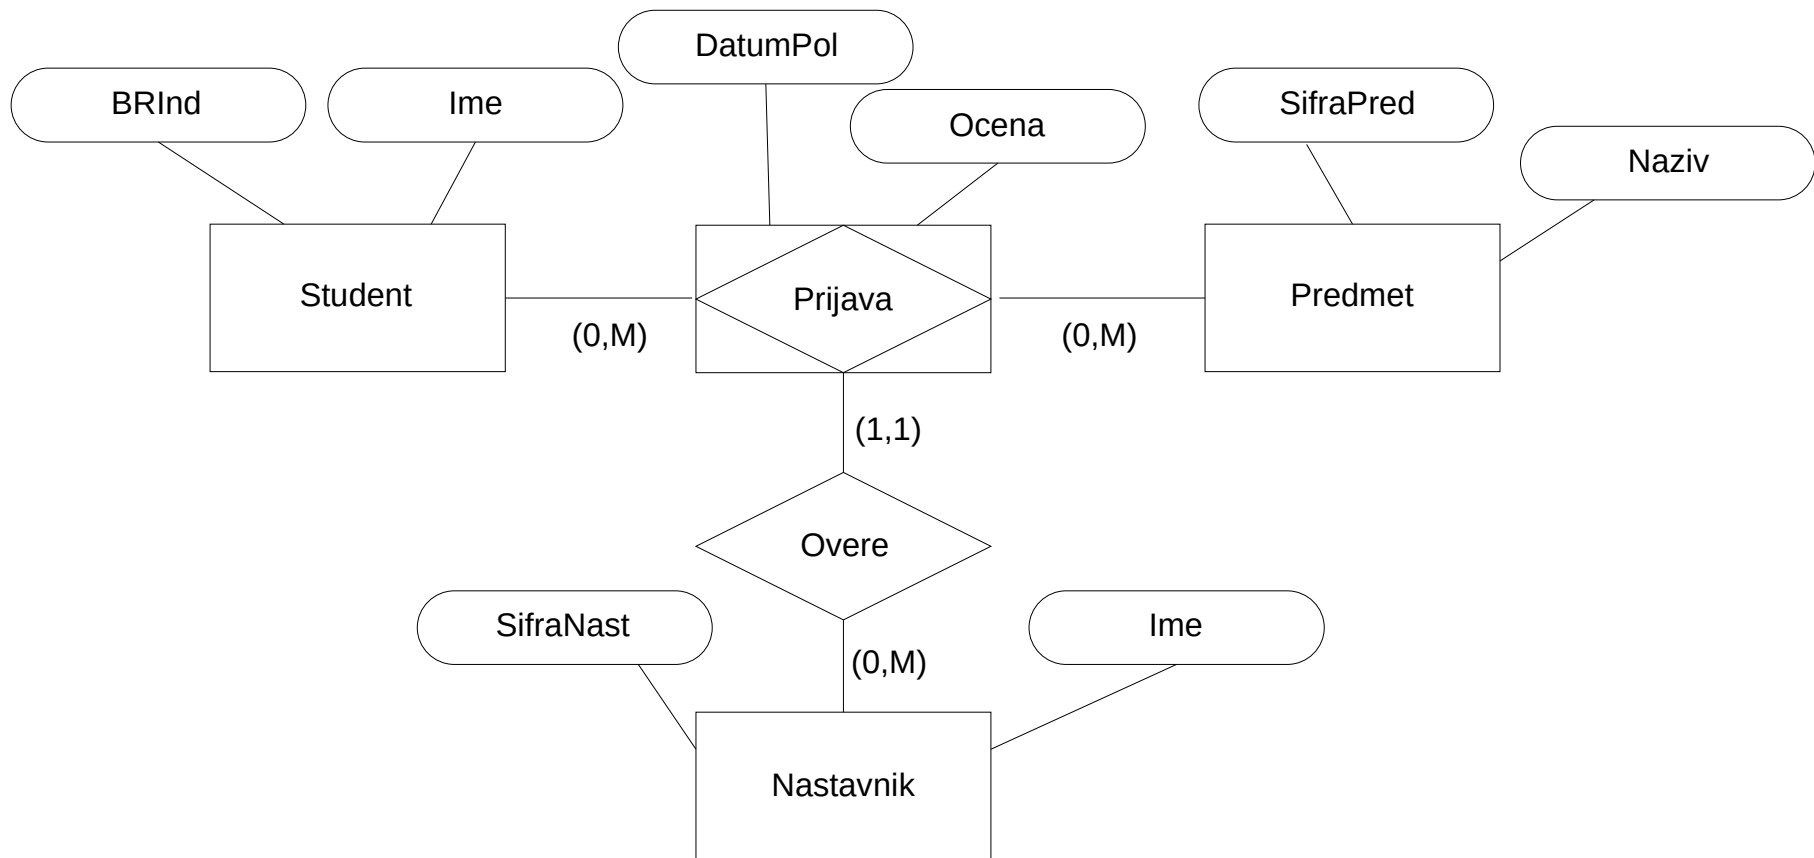 DatumPol
BRInd
Ime
SifraPred
Ocena
Naziv
Student
Prijava
Predmet
(0,M)
(0,M)
(1,1)
Overe
SifraNast
Ime
(0,M)
Nastavnik